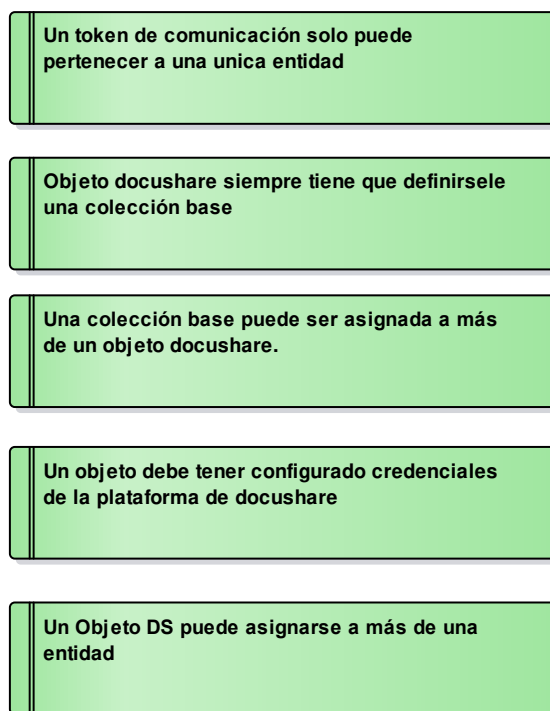 Un token de comunicación solo puede
pertenecer a una unica entidad
Objeto docushare siempre tiene que definirsele
una colección base
Una colección base puede ser asignada a más
de un objeto docushare.
Un objeto debe tener configurado credenciales
de la plataforma de docushare
Un Objeto DS puede asignarse a más de una
entidad